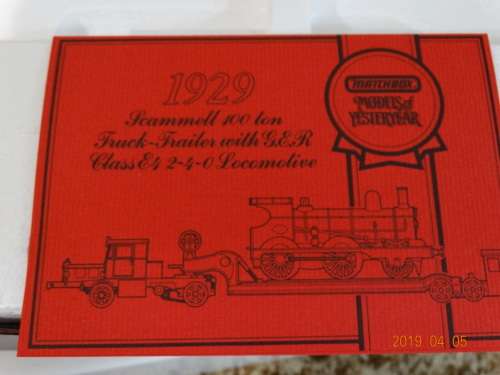 1929
Scammell 100 ton
Truck-Trailer with G.E.R
Class E4 2-4-0 Locomotive
MATCHBOX
MODELS of
YESTERYEAR
2019 04 05